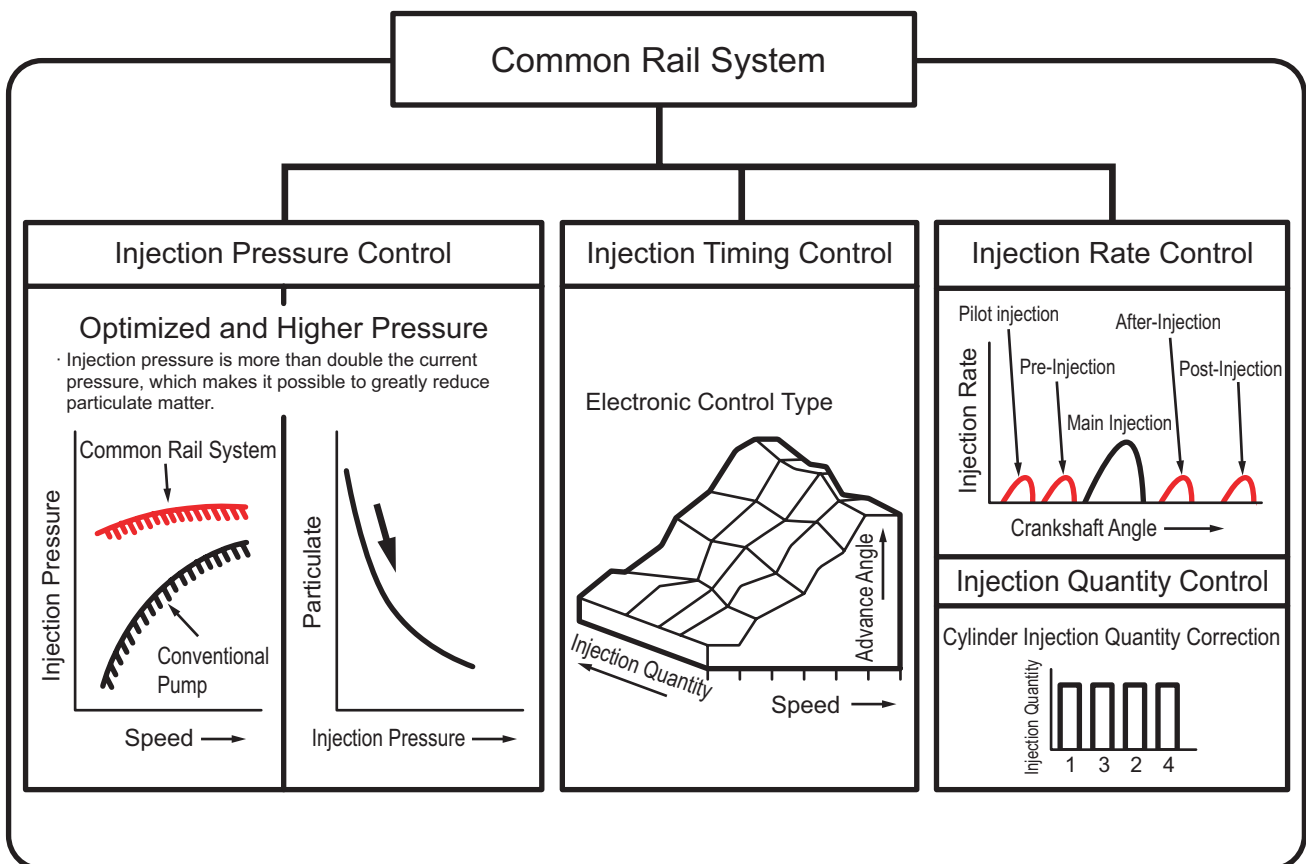 Common Rail System
Injection Pressure Control
Optimized and Higher Pressure
· Injection pressure is more than double the current
pressure, which makes it possible to greatly reduce
particulate matter.
Common Rail System
Injection Pressure
Conventional
Pump
Speed
Particulate
Injection Pressure
Injection Timing Control
Electronic Control Type
Advance Angle
Injection Quantity
Speed
Injection Rate Control
Pilot injection
After-Injection
Pre-Injection
Post-Injection
Main Injection
Injection Rate
Crankshaft Angle
Injection Quantity Control
Cylinder Injection Quantity Correction
Injection Quantity
1 3 2 4